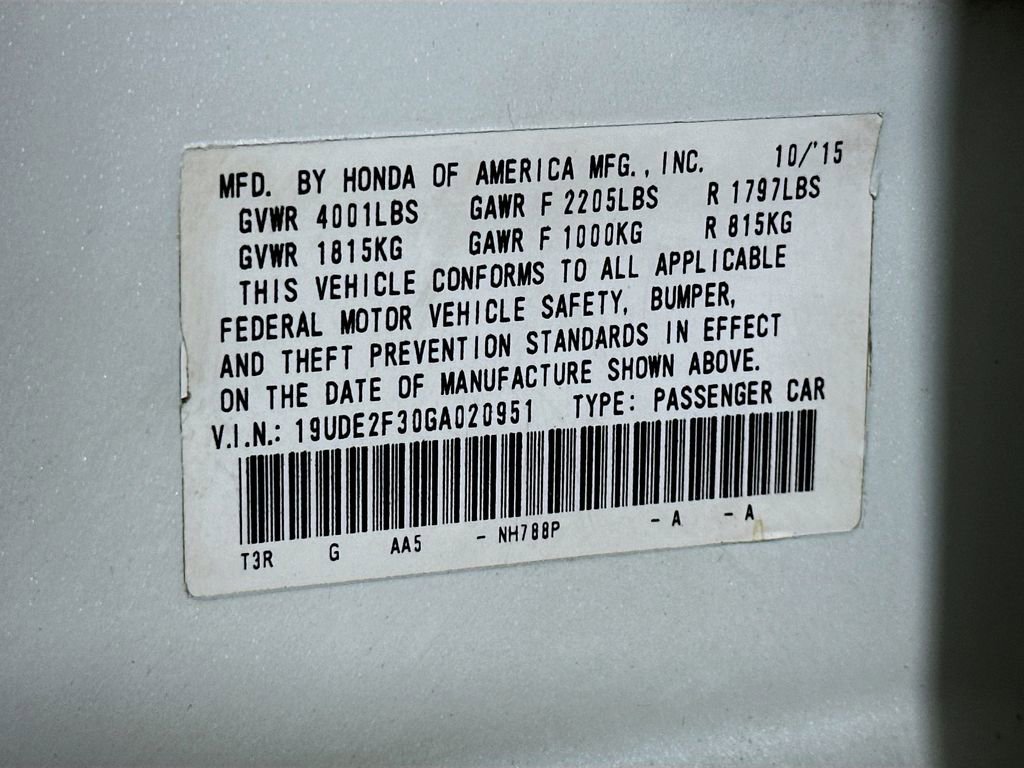 MFD. BY HONDA OF AMERICA MFG., INC. 10/'15
GVWR 4001LBS GAWR F 2205LBS R 1797LBS
GVWR 1815KG GAWR F 1000KG R 815KG
THIS VEHICLE CONFORMS TO ALL APPLICABLE
FEDERAL MOTOR VEHICLE SAFETY, BUMPER,
AND THEFT PREVENTION STANDARDS IN EFFECT
ON THE DATE OF MANUFACTURE SHOWN ABOVE.
V.I.N.: 19UDE2F30GA020951 TYPE: PASSENGER CAR
T3R G AA5 - NH788P - A - A